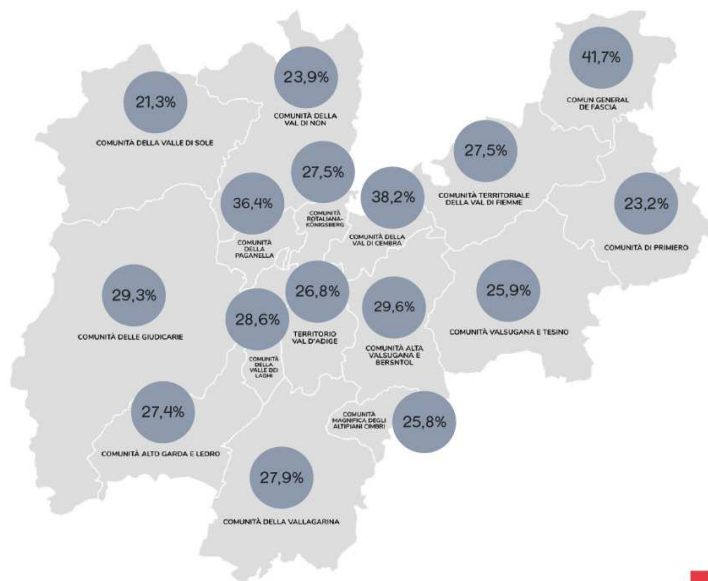 41,7%
COMUN GENERAL
DE FASCIA
23,9%
COMUNITÀ DELLA
VAL DI NON
21,3%
COMUNITÀ DELLA VALLE DI SOLE
27,5%
COMUNITÀ TERRITORIALE
DELLA VAL DI FIEMME
27,5%
COMUNITÀ
ROTALIANA-
KÖNIGSBERG
38,2%
COMUNITÀ DELLA
VAL DI CEMBRA
36,4%
COMUNITÀ
DELLA
PAGANELLA
23,2%
COMUNITÀ DI PRIMIERO
29,3%
COMUNITÀ DELLE GIUDICARIE
26,8%
TERRITORIO
VAL D'ADIGE
25,9%
COMUNITÀ VALSUGANA E TESINO
28,6%
COMUNITÀ
DELLA
VALLE DEI
LAGHI
29,6%
COMUNITÀ ALTA
VALSUGANA E
BERSNTOL
27,4%
COMUNITÀ ALTO GARDA E LEDRO
COMUNITÀ
MAGNIFICA DEGLI
ALTIPIANI CIMBRI
25,8%
27,9%
COMUNITÀ DELLA VALLAGARINA